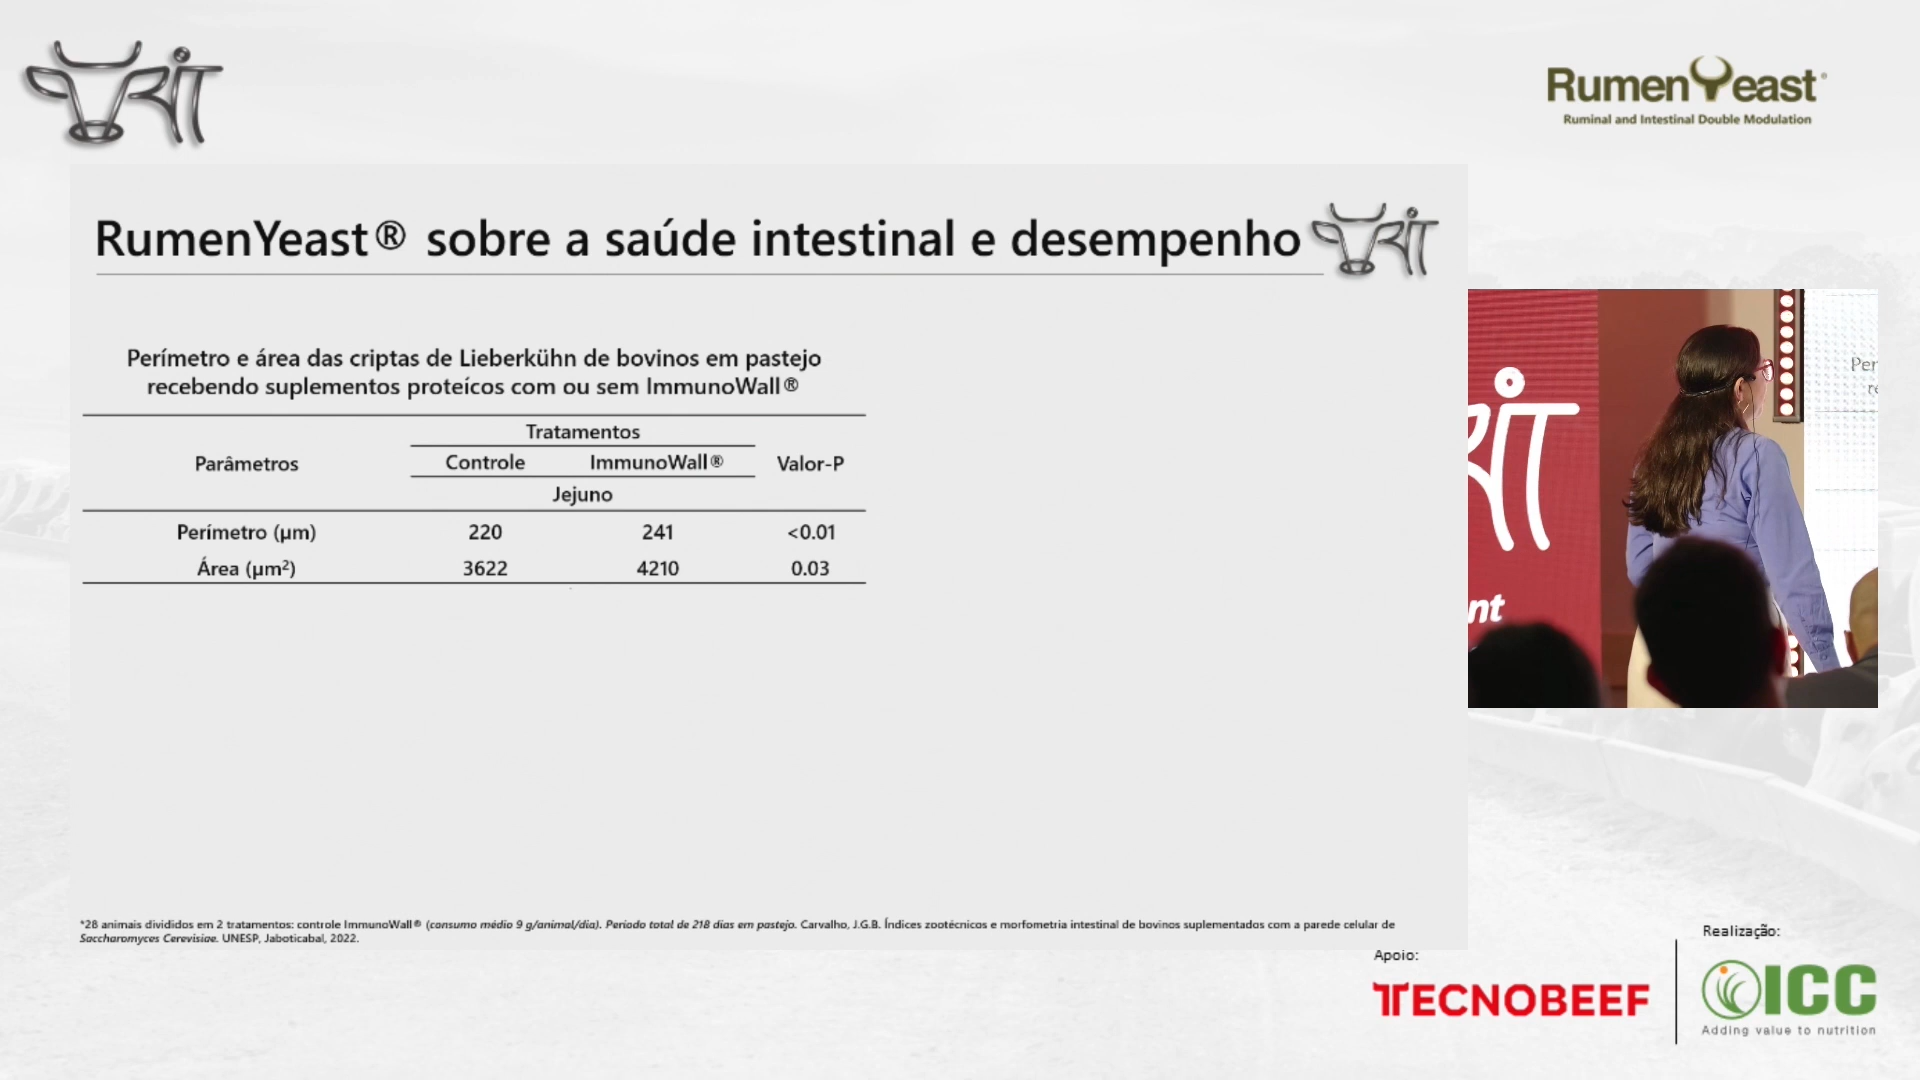 RumenYeast®
Ruminal and Intestinal Double Modulation
RumenYeast® sobre a saúde intestinal e desempenho
Perímetro e área das criptas de Lieberkühn de bovinos em pastejo
recebendo suplementos proteícos com ou sem ImmunoWall®
Tratamentos
Parâmetros Controle ImmunoWall® Valor-P
Jejuno
Perímetro (µm) 220 241 <0.01
Área (µm²) 3622 4210 0.03
*28 animais divididos em 2 tratamentos: controle ImmunoWall® (consumo médio 9 g/animal/dia). Período total de 218 dias em pastejo. Carvalho, J.G.B. Índices zootécnicos e morfometria intestinal de bovinos suplementados com a parede celular de
Saccharomyces Cerevisiae. UNESP, Jaboticabal, 2022.
Per
re
nt
Apoio:
TECNOBEEF
Realização:
ICC
Adding value to nutrition